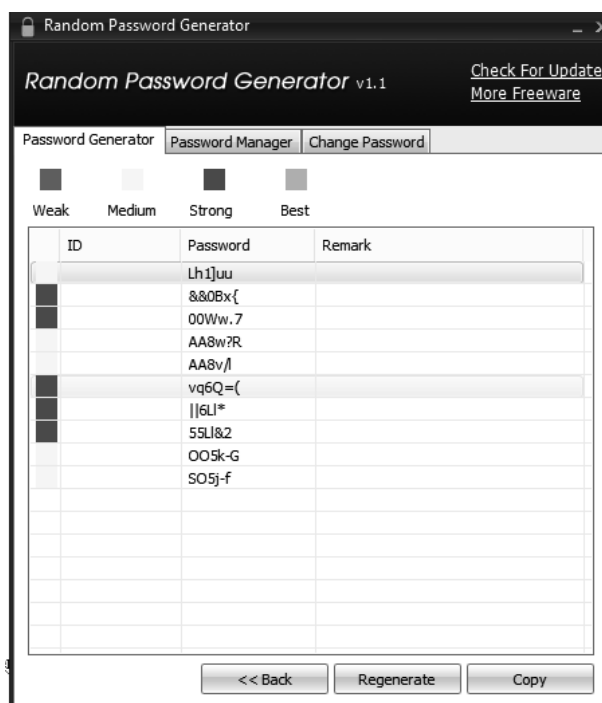 Random Password Generator
Random Password Generator v1.1
Check For Update
More Freeware
Password Generator Password Manager Change Password
Weak Medium Strong Best
ID Password Remark
Lh1]uu
&&0Bx{
00Ww.7
AA8w?R
AA8v/l
vq6Q=(
||6Ll*
55Ll&2
OO5k-G
SO5j-f
<< Back Regenerate Copy